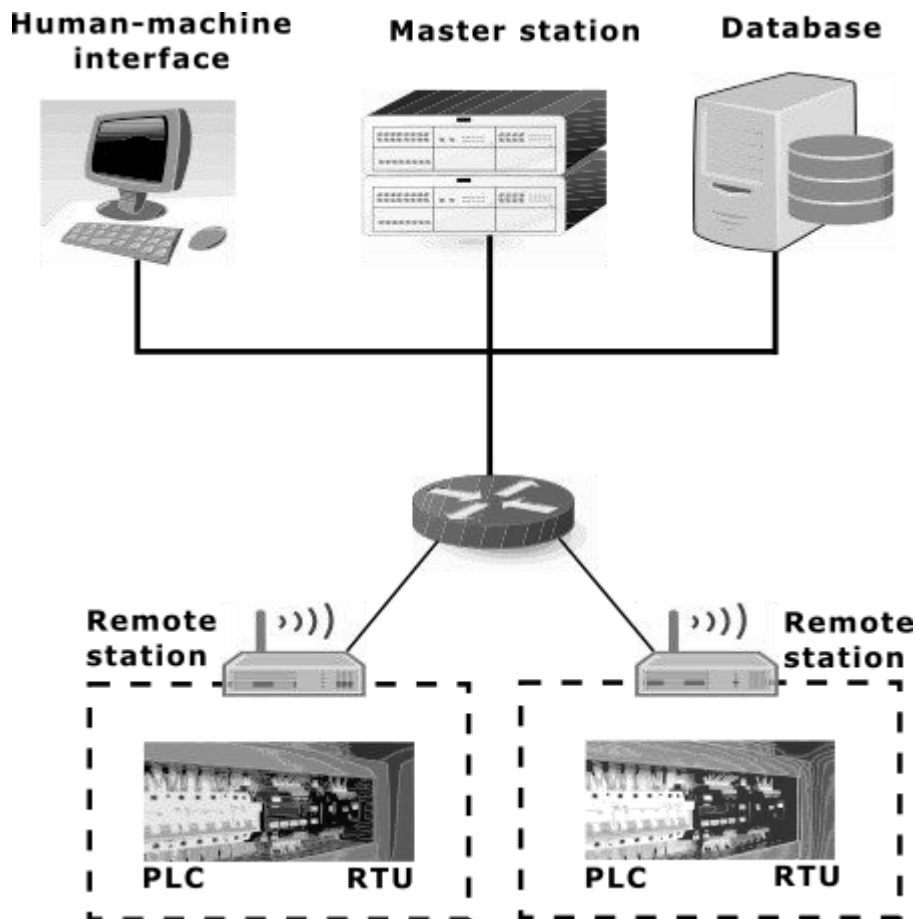 Human-machine
interface
Master station
Database
Remote
station
Remote
station
PLC
RTU
PLC
RTU